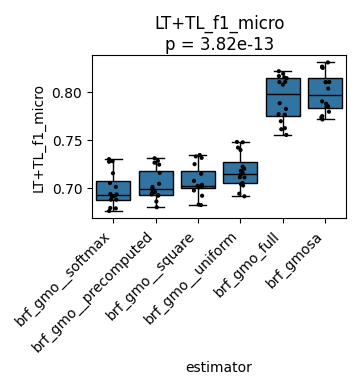 LT+TL_f1_micro
p = 3.82e-13
LT+TL_f1_micro
0.80
0.75
0.70
brf_gmo__softmax
brf_gmo__precomputed
brf_gmo__square
brf_gmo__uniform
brf_gmo_full
brf_gmosa
estimator